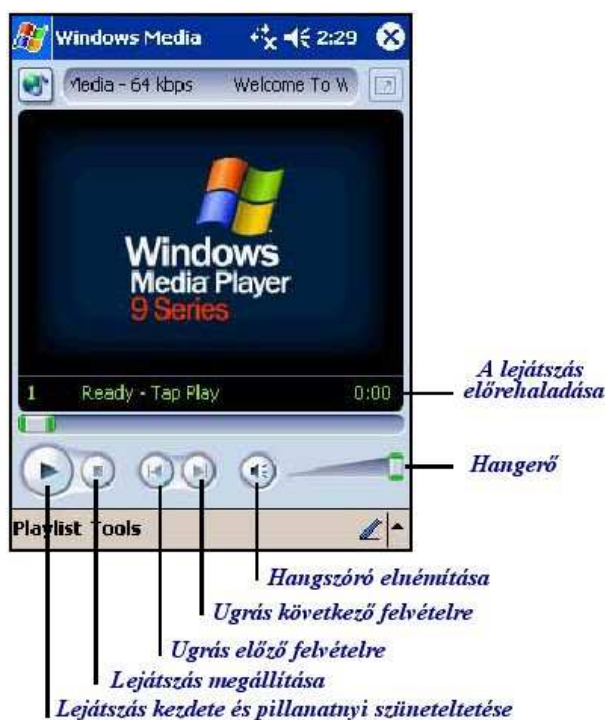 Windows Media 2:29
Media - 64 kbps Welcome To W
Windows
Media Player
9 Series
1 Ready - Tap Play 0:00
A lejátszás
előrehaladása
Hangerő
Playlist Tools
Hangszóró elnémítása
Ugrás következő felvételre
Ugrás előző felvételre
Lejátszás megállítása
Lejátszás kezdete és pillanatnyi szüneteltetése